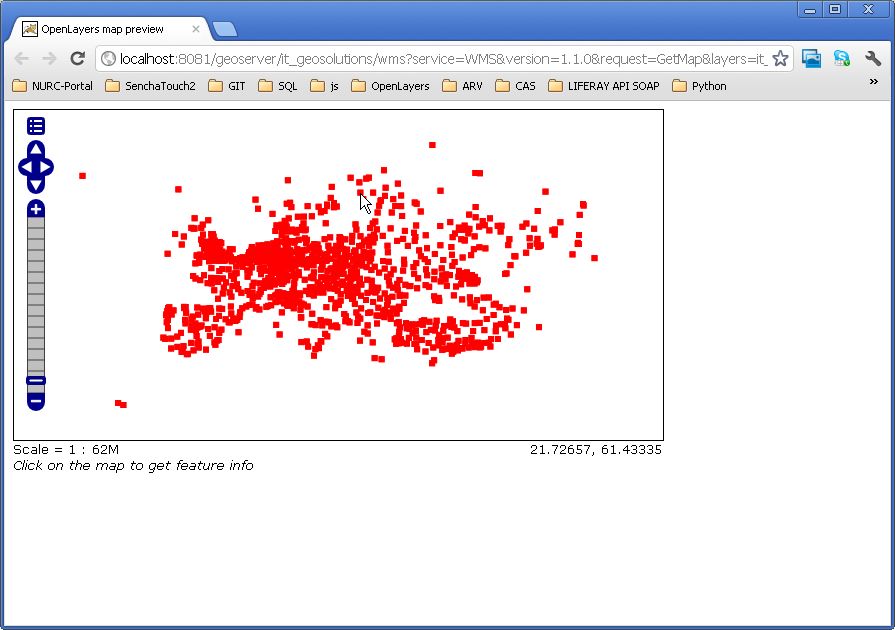 OpenLayers map preview
localhost:8081/geoserver/it_geosolutions/wms?service=WMS&version=1.1.0&request=GetMap&layers=it_
NURC-Portal SenchaTouch2 GIT SQL js OpenLayers ARV CAS LIFERAY API SOAP Python »
Scale = 1 : 62M 21.72657, 61.43335
Click on the map to get feature info